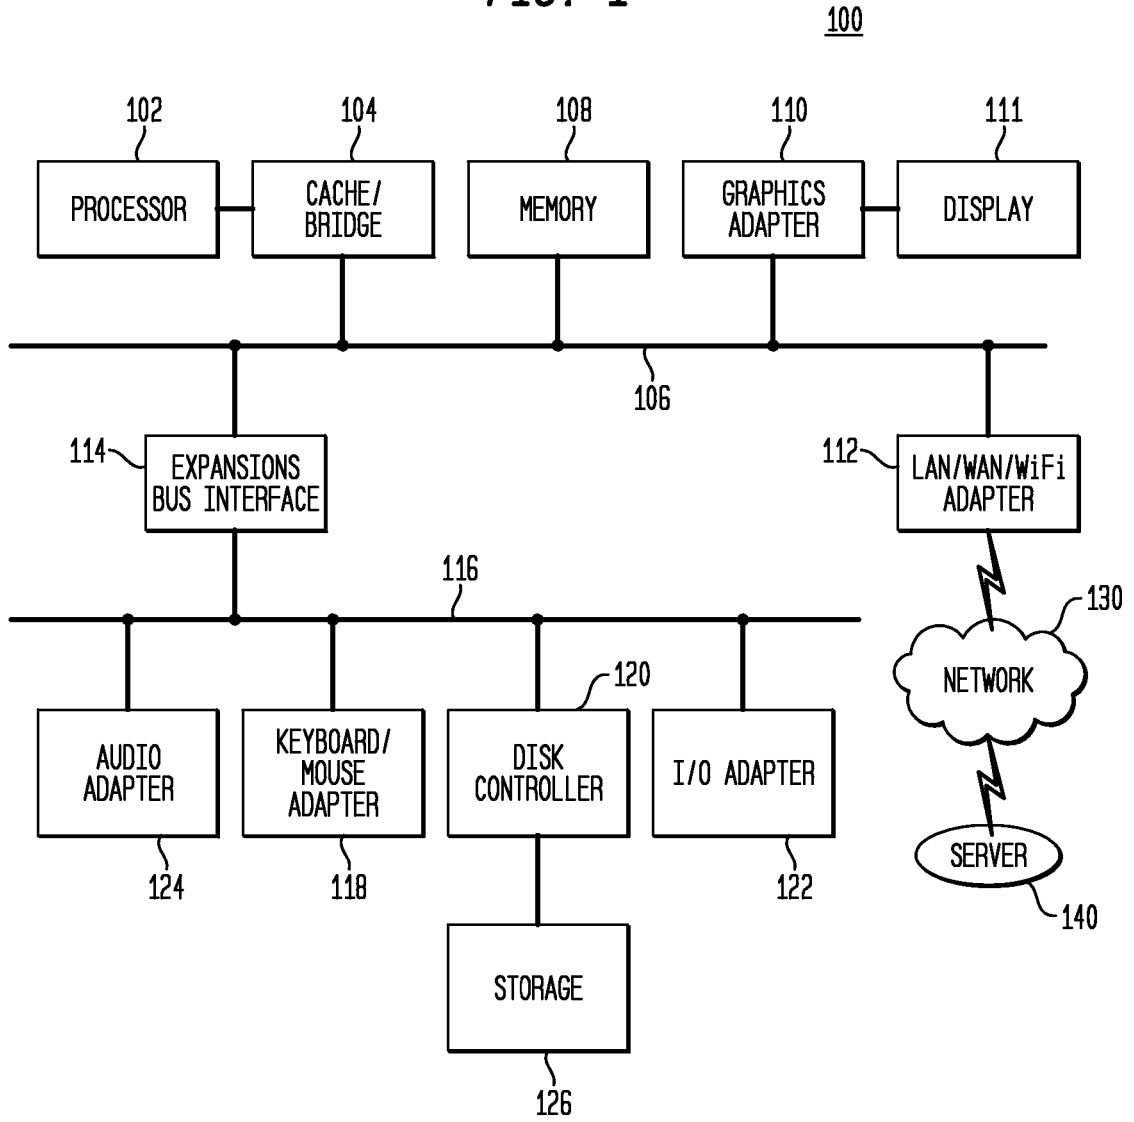 FIG. 1
100
102
104
108
110
111
PROCESSOR
CACHE/
BRIDGE
MEMORY
GRAPHICS
ADAPTER
DISPLAY
106
114
EXPANSIONS
BUS INTERFACE
112
LAN/WAN/WiFi
ADAPTER
116
130
NETWORK
120
AUDIO
ADAPTER
KEYBOARD/
MOUSE
ADAPTER
DISK
CONTROLLER
I/O ADAPTER
124
118
122
SERVER
140
STORAGE
126